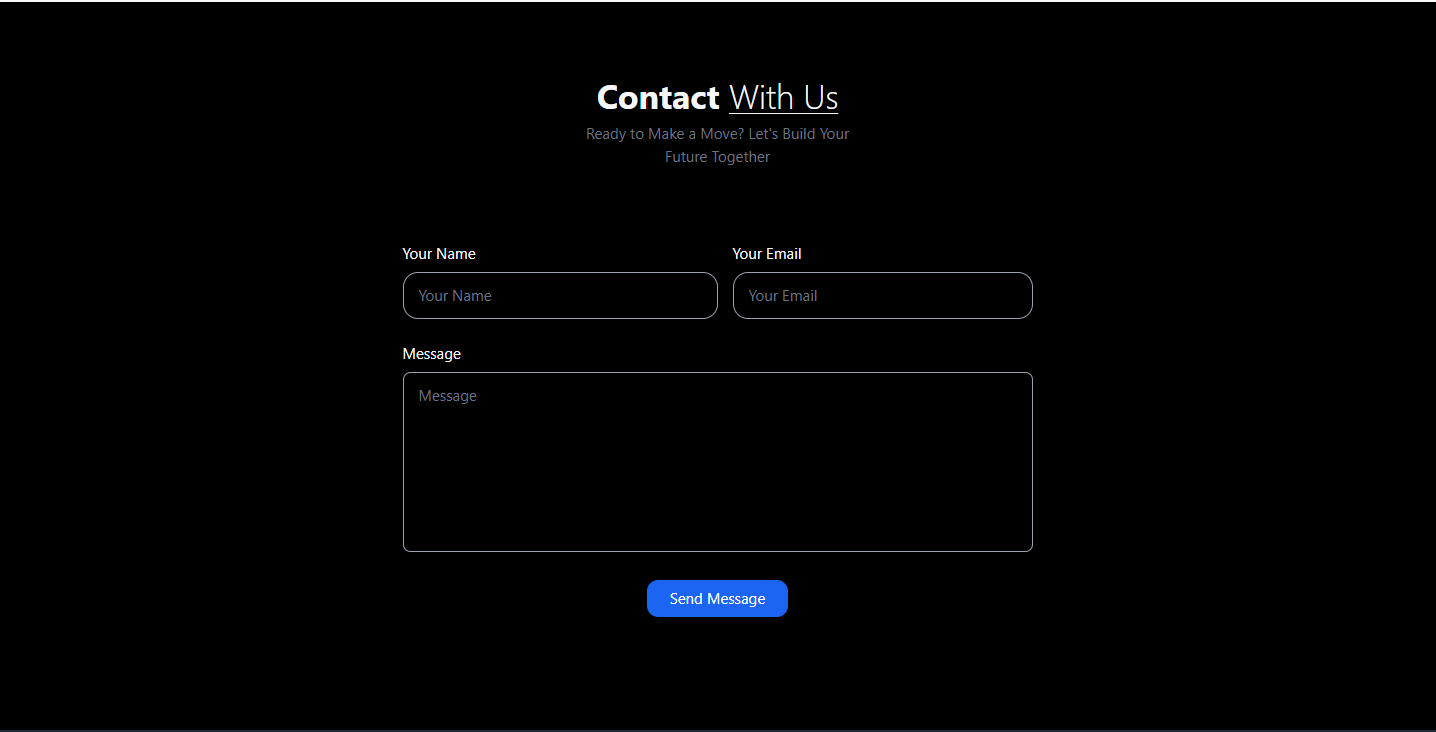 Contact With Us
Ready to Make a Move? Let's Build Your
Future Together
Your Name
Your Email
Your Name
Your Email
Message
Message
Send Message